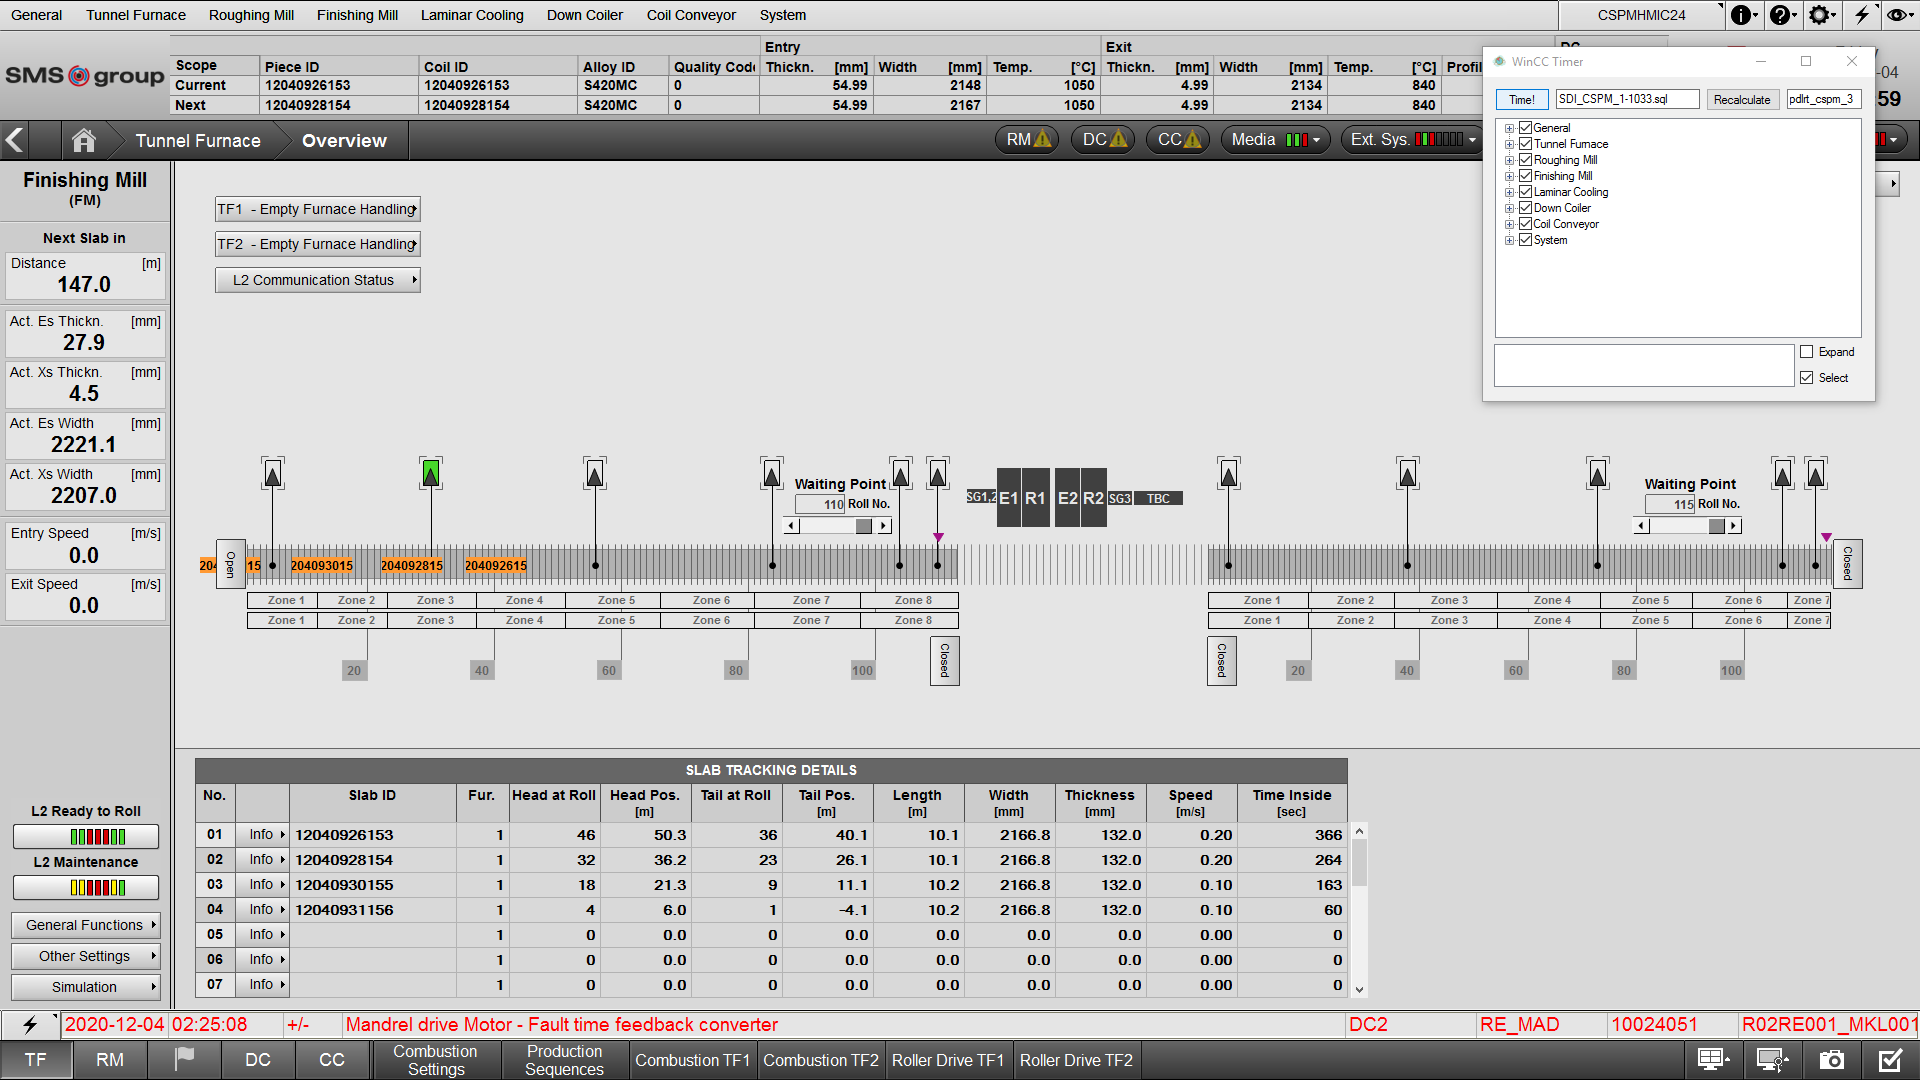 General Tunnel Furnace Roughing Mill Finishing Mill Laminar Cooling Down Coiler Coil Conveyor System CSPMHMIC24
SMS group
Entry Exit
Scope Piece ID Coil ID Alloy ID Quality Code Thickn. [mm] Width [mm] Temp. [°C] Thickn. [mm] Width [mm] Temp. [°C]
Current 12040926153 12040926153 S420MC 0 54.99 2148 1050 4.99 2134 840
Next 12040928154 12040928154 S420MC 0 54.99 2167 1050 4.99 2134 840
-04
59
Tunnel Furnace Overview RM DC CC Media Ext. Sys.
WinCC Timer
Time! SDI_CSPM_1-1033.sql Recalculate pdlrt_cspm_3
General
Tunnel Furnace
Roughing Mill
Finishing Mill
Laminar Cooling
Down Coiler
Coil Conveyor
System
Expand
Select
Finishing Mill
(FM)
Next Slab in
Distance [m]
147.0
Act. Es Thickn. [mm]
27.9
Act. Xs Thickn. [mm]
4.5
Act. Es Width [mm]
2221.1
Act. Xs Width [mm]
2207.0
Entry Speed [m/s]
0.0
Exit Speed [m/s]
0.0
L2 Ready to Roll
L2 Maintenance
General Functions
Other Settings
Simulation
TF1 - Empty Furnace Handling
TF2 - Empty Furnace Handling
L2 Communication Status
Waiting Point
110 Roll No.
SG1,2 E1 R1 E2 R2 SG3 TBC
Waiting Point
115 Roll No.
Open 204 15 204093015 204092815 204092615 Closed
Zone 1 Zone 2 Zone 3 Zone 4 Zone 5 Zone 6 Zone 7 Zone 8 Zone 1 Zone 2 Zone 3 Zone 4 Zone 5 Zone 6 Zone 7
Zone 1 Zone 2 Zone 3 Zone 4 Zone 5 Zone 6 Zone 7 Zone 8 Zone 1 Zone 2 Zone 3 Zone 4 Zone 5 Zone 6 Zone 7
20 40 60 80 100 Closed Closed 20 40 60 80 100
SLAB TRACKING DETAILS
No. Slab ID Fur. Head at Roll Head Pos. Tail at Roll Tail Pos. Length Width Thickness Speed Time Inside
[m] [m] [m] [mm] [mm] [m/s] [sec]
01 Info 12040926153 1 46 50.3 36 40.1 10.1 2166.8 132.0 0.20 366
02 Info 12040928154 1 32 36.2 23 26.1 10.1 2166.8 132.0 0.20 264
03 Info 12040930155 1 18 21.3 9 11.1 10.2 2166.8 132.0 0.10 163
04 Info 12040931156 1 4 6.0 1 -4.1 10.2 2166.8 132.0 0.10 60
05 Info 1 0 0.0 0 0.0 0.0 0.0 0.0 0.00 0
06 Info 1 0 0.0 0 0.0 0.0 0.0 0.0 0.00 0
07 Info 1 0 0.0 0 0.0 0.0 0.0 0.0 0.00 0
2020-12-04 02:25:08 +/- Mandrel drive Motor - Fault time feedback converter DC2 RE_MAD 10024051 R02RE001_MKL001
TF RM DC CC Combustion Settings Production Sequences Combustion TF1 Combustion TF2 Roller Drive TF1 Roller Drive TF2